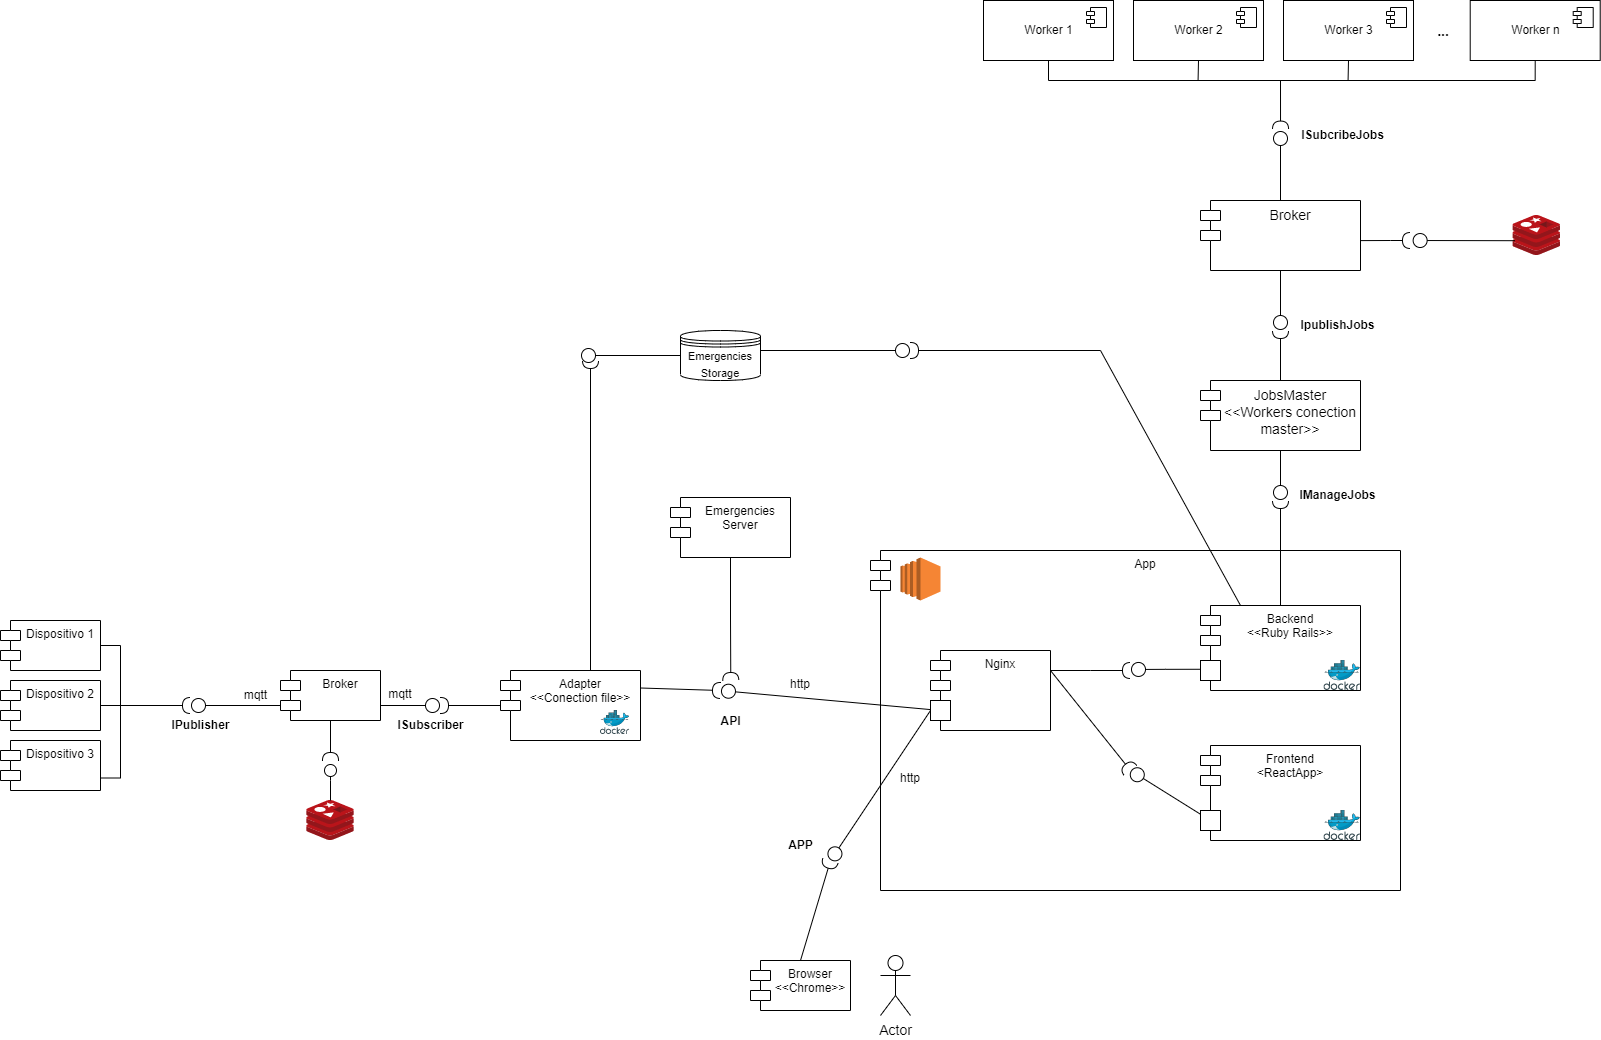 Worker 1
Worker 2
Worker 3
...
Worker n
ISubcribeJobs
Broker
IpublishJobs
Emergencies
Storage
JobsMaster
<<Workers conection
master>>
IManageJobs
Emergencies
Server
App
Backend
<<Ruby Rails>>
docker
Dispositivo 1
Dispositivo 2
Dispositivo 3
mqtt
IPublisher
Broker
mqtt
ISubscriber
Adapter
<<Conection file>>
docker
API
http
Nginx
http
Frontend
<ReactApp>
docker
APP
Browser
<<Chrome>>
Actor